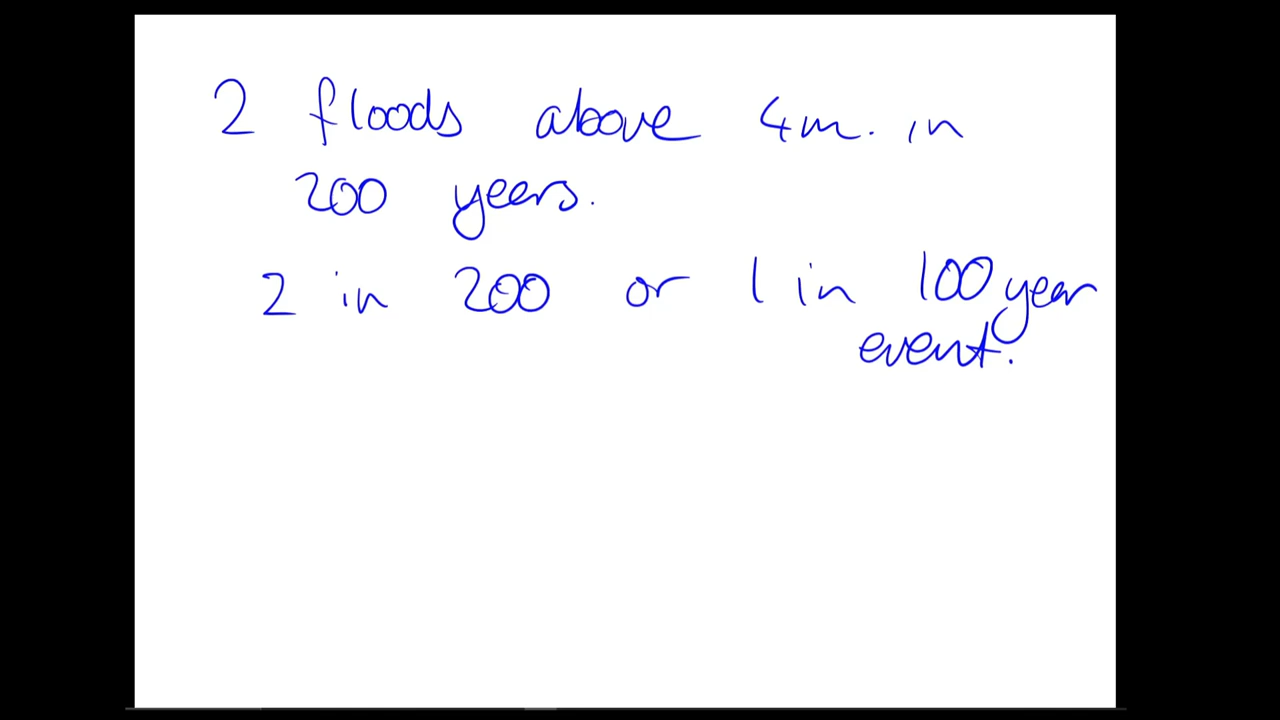 2 floods above 4m. in
200 years.
2 in 200 or 1 in 100 year
event.